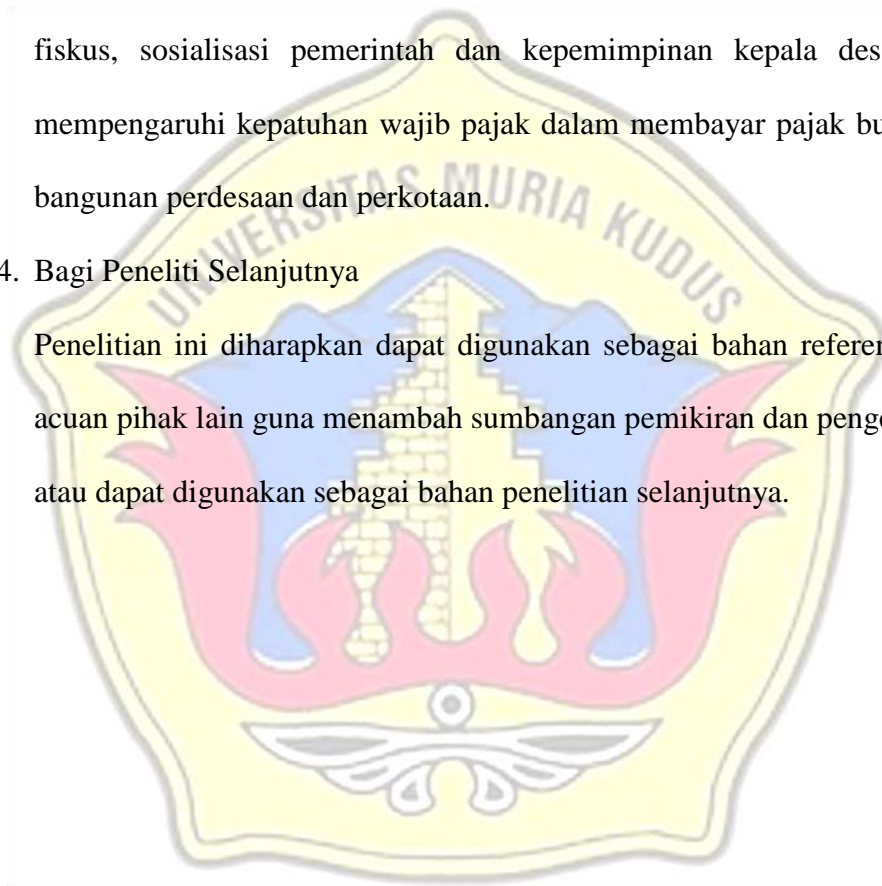 fiskus, sosialisasi pemerintah dan kepemimpinan kepala des
mempengaruhi kepatuhan wajib pajak dalam membayar pajak bu
bangunan perdesaan dan perkotaan.
UNIVERSITAS MURIA KUDUS
4. Bagi Peneliti Selanjutnya
Penelitian ini diharapkan dapat digunakan sebagai bahan referen
acuan pihak lain guna menambah sumbangan pemikiran dan penge
atau dapat digunakan sebagai bahan penelitian selanjutnya.